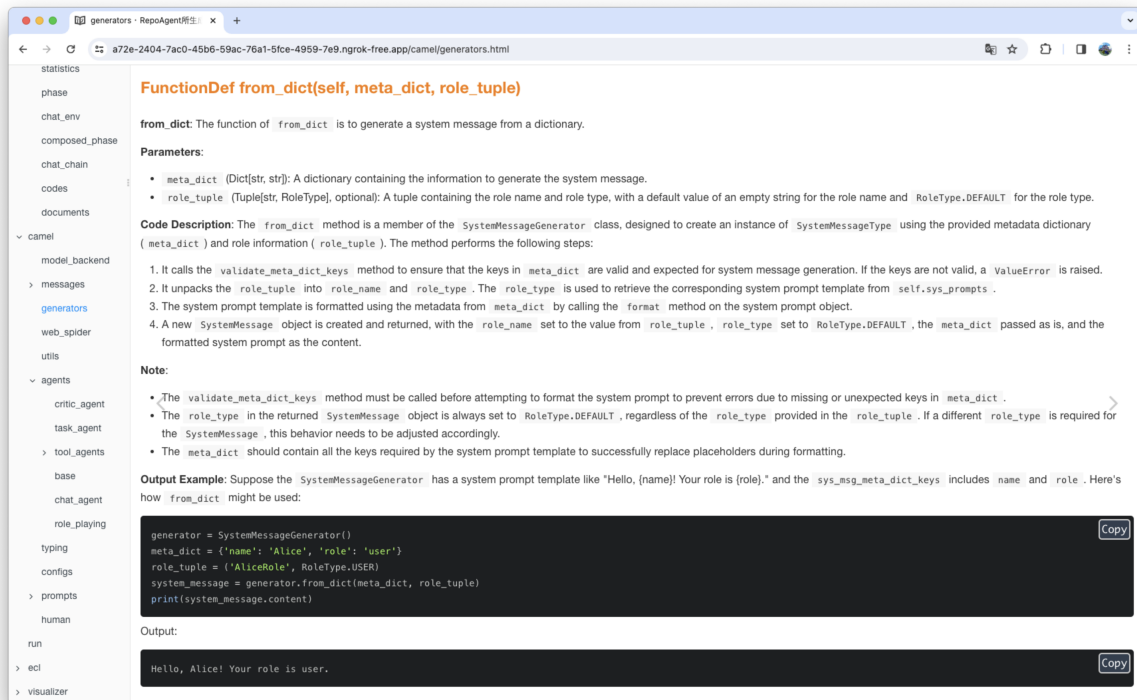 generators · RepoAgent所生
a72e-2404-7ac0-45b6-59ac-76a1-5fce-4959-7e9.ngrok-free.app/camel/generators.html
statistics
phase
chat_env
composed_phase
chat_chain
codes
documents
camel
model_backend
messages
generators
web_spider
utils
agents
critic_agent
task_agent
tool_agents
base
chat_agent
role_playing
typing
configs
prompts
human
run
ecl
visualizer
FunctionDef from_dict(self, meta_dict, role_tuple)
from_dict: The function of from_dict is to generate a system message from a dictionary.
Parameters:
• meta_dict (Dict[str, str]): A dictionary containing the information to generate the system message.
• role_tuple (Tuple[str, RoleType], optional): A tuple containing the role name and role type, with a default value of an empty string for the role name and RoleType.DEFAULT for the role type.
Code Description: The from_dict method is a member of the SystemMessageGenerator class, designed to create an instance of SystemMessageType using the provided metadata dictionary
( meta_dict ) and role information ( role_tuple ). The method performs the following steps:
1. It calls the validate_meta_dict_keys method to ensure that the keys in meta_dict are valid and expected for system message generation. If the keys are not valid, a ValueError is raised.
2. It unpacks the role_tuple into role_name and role_type . The role_type is used to retrieve the corresponding system prompt template from self.sys_prompts .
3. The system prompt template is formatted using the metadata from meta_dict by calling the format method on the system prompt object.
4. A new SystemMessage object is created and returned, with the role_name set to the value from role_tuple , role_type set to RoleType.DEFAULT , the meta_dict passed as is, and the
formatted system prompt as the content.
Note:
• The validate_meta_dict_keys method must be called before attempting to format the system prompt to prevent errors due to missing or unexpected keys in meta_dict .
• The role_type in the returned SystemMessage object is always set to RoleType.DEFAULT , regardless of the role_type provided in the role_tuple . If a different role_type is required for
the SystemMessage , this behavior needs to be adjusted accordingly.
• The meta_dict should contain all the keys required by the system prompt template to successfully replace placeholders during formatting.
Output Example: Suppose the SystemMessageGenerator has a system prompt template like "Hello, {name}! Your role is {role}." and the sys_msg_meta_dict_keys includes name and role . Here's
how from_dict might be used:
Copy
generator = SystemMessageGenerator()
meta_dict = {'name': 'Alice', 'role': 'user'}
role_tuple = ('AliceRole', RoleType.USER)
system_message = generator.from_dict(meta_dict, role_tuple)
print(system_message.content)
Output:
Copy
Hello, Alice! Your role is user.